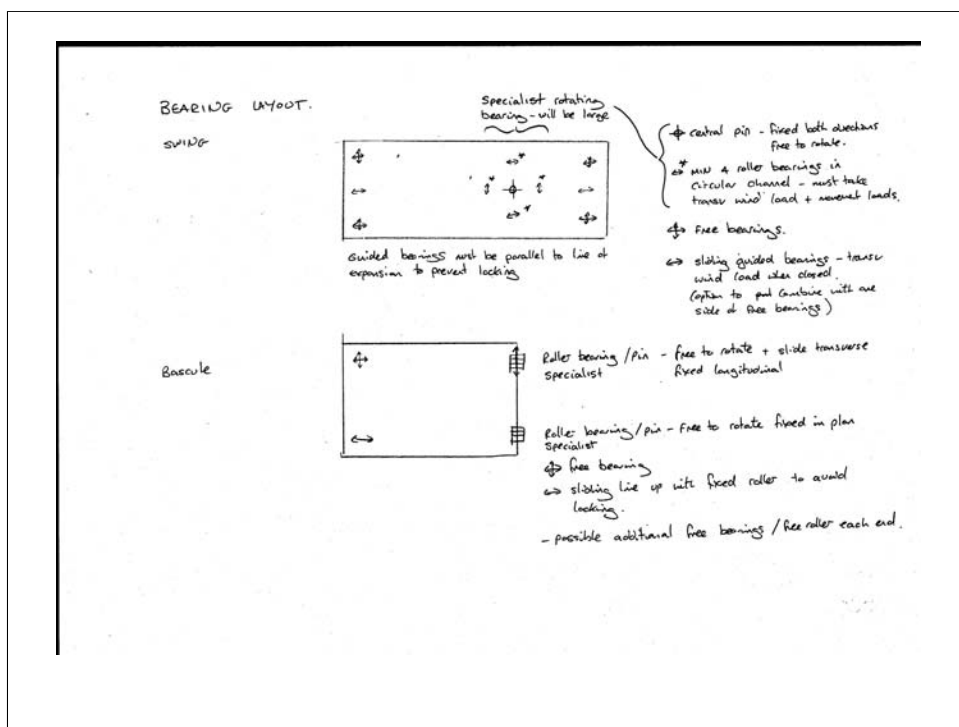 BEARING LAYOUT.
SWING
Specialist rotating
bearing - will be large
central pin - fixed both directions
free to rotate.
MIN 4 roller bearings in
circular channel - must take
transv wind load + movement loads.
Free bearings.
sliding guided bearings - transv
wind load when closed.
(option to put combine with one
side of free bearings)
Guided bearings must be parallel to line of
expansion to prevent locking
Bascule
Roller bearing / pin - free to rotate + slide transverse
specialist fixed longitudinal
Roller bearing / pin - free to rotate fixed in plan
specialist
free bearing
sliding line up with fixed roller to avoid
locking.
- possible additional free bearings / free roller each end.